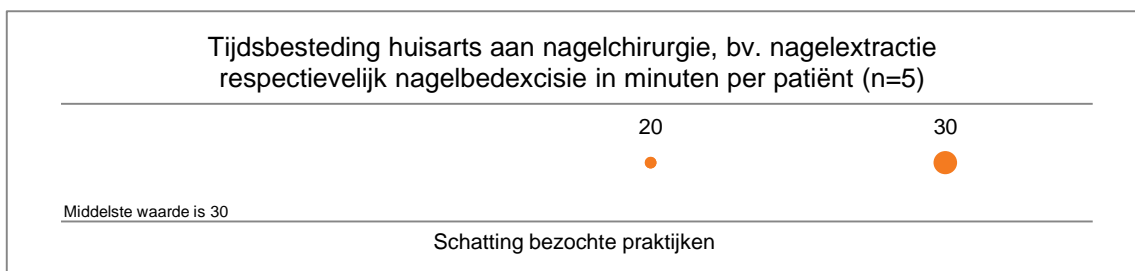 Tijdsbesteding huisarts aan nagelchirurgie, bv. nagelextractie
respectievelijk nagelbedexcisie in minuten per patiënt (n=5)
20 30
Middelste waarde is 30
Schatting bezochte praktijken